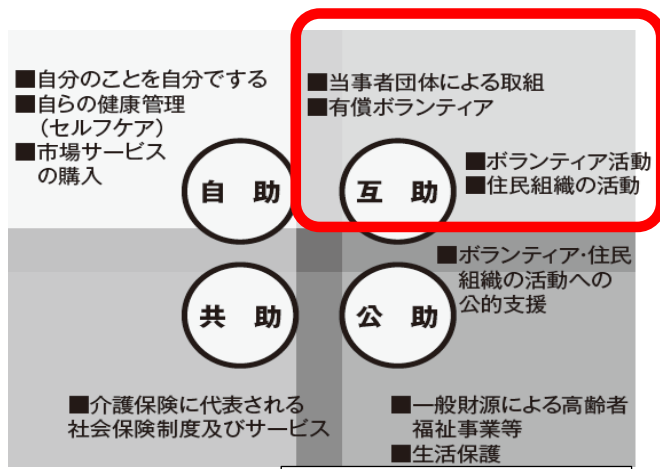 ■自分のことを自分でする
■自らの健康管理
（セルフケア）
■市場サービス
の購入
■当事者団体による取組
■有償ボランティア
自　助
互　助
■ボランティア活動
■住民組織の活動
■ボランティア・住民
組織の活動への
公的支援
共　助
公　助
■介護保険に代表される
社会保険制度及びサービス
■一般財源による高齢者
福祉事業等
■生活保護